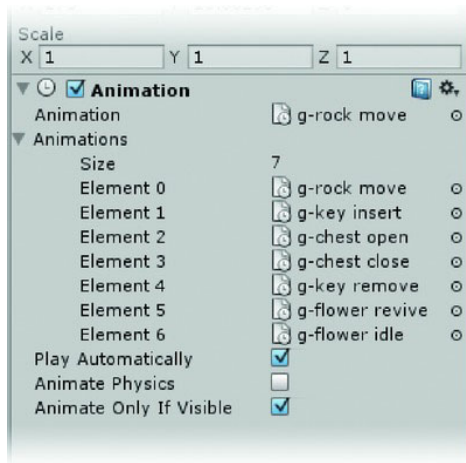 Scale
X 1 Y 1 Z 1
Animation
Animation g-rock move
Animations
Size 7
Element 0 g-rock move
Element 1 g-key insert
Element 2 g-chest open
Element 3 g-chest close
Element 4 g-key remove
Element 5 g-flower revive
Element 6 g-flower idle
Play Automatically
Animate Physics
Animate Only If Visible